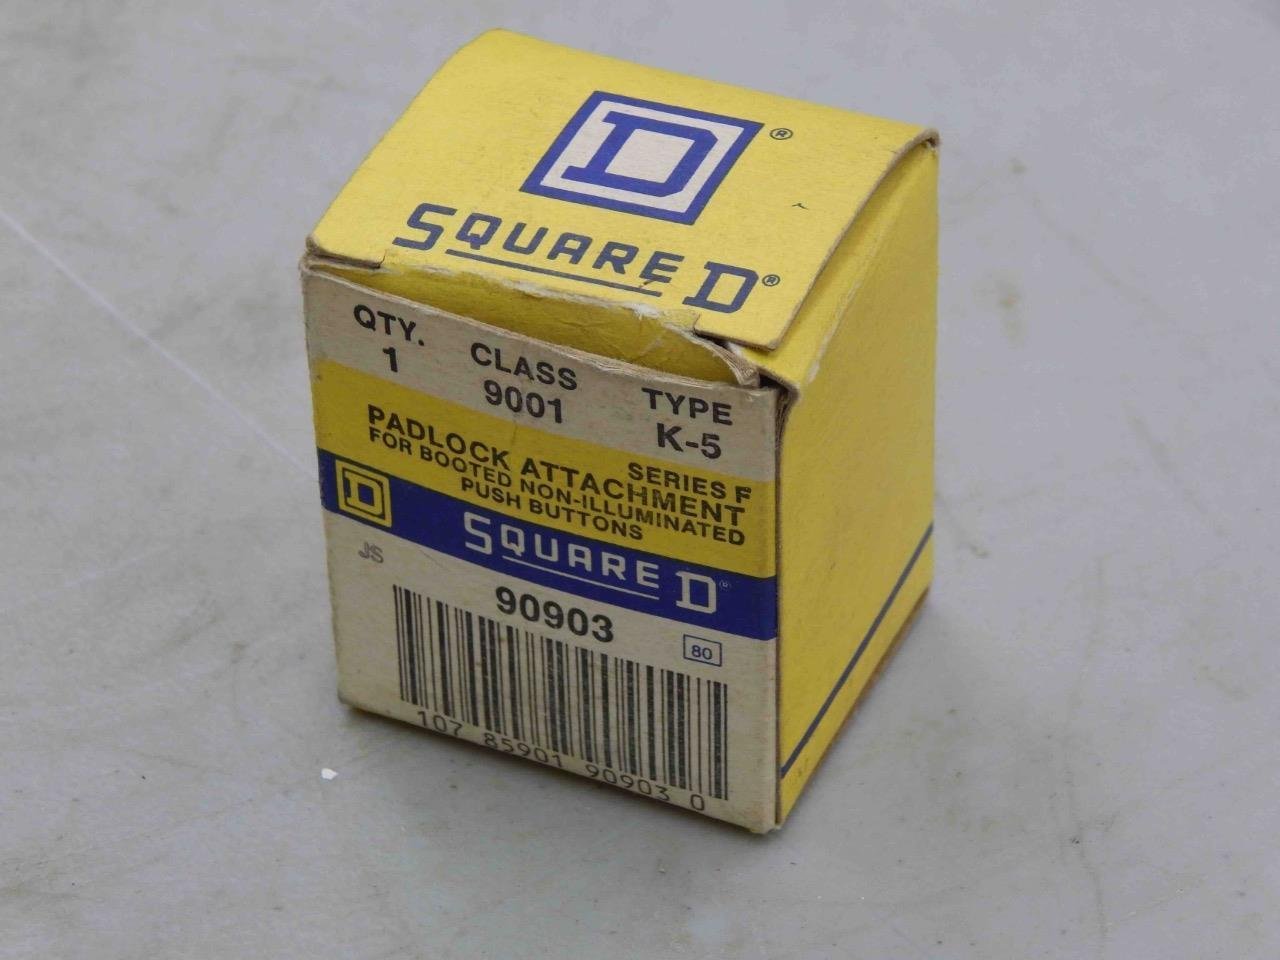 D®
SQUARE D®
QTY. CLASS TYPE
1 9001 K-5
SERIES F
PADLOCK ATTACHMENT
FOR BOOTED NON-ILLUMINATED
PUSH BUTTONS
D SQUARE D®
JS
90903
80
107 85901 90903 0